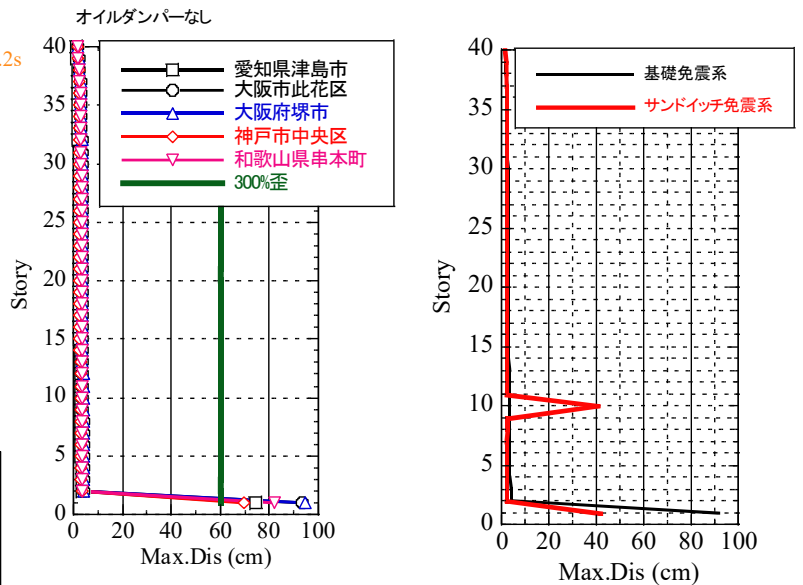 オイルダンパーなし
.2s
愛知県津島市
大阪市此花区
大阪府堺市
神戸市中央区
和歌山県串本町
300%歪
40
35
30
25
20
15
10
5
0
Story
0 20 40 60 80 100
Max.Dis (cm)
基礎免震系
サンドイッチ免震系
40
35
30
25
20
15
10
5
0
Story
0 20 40 60 80 100
Max.Dis (cm)